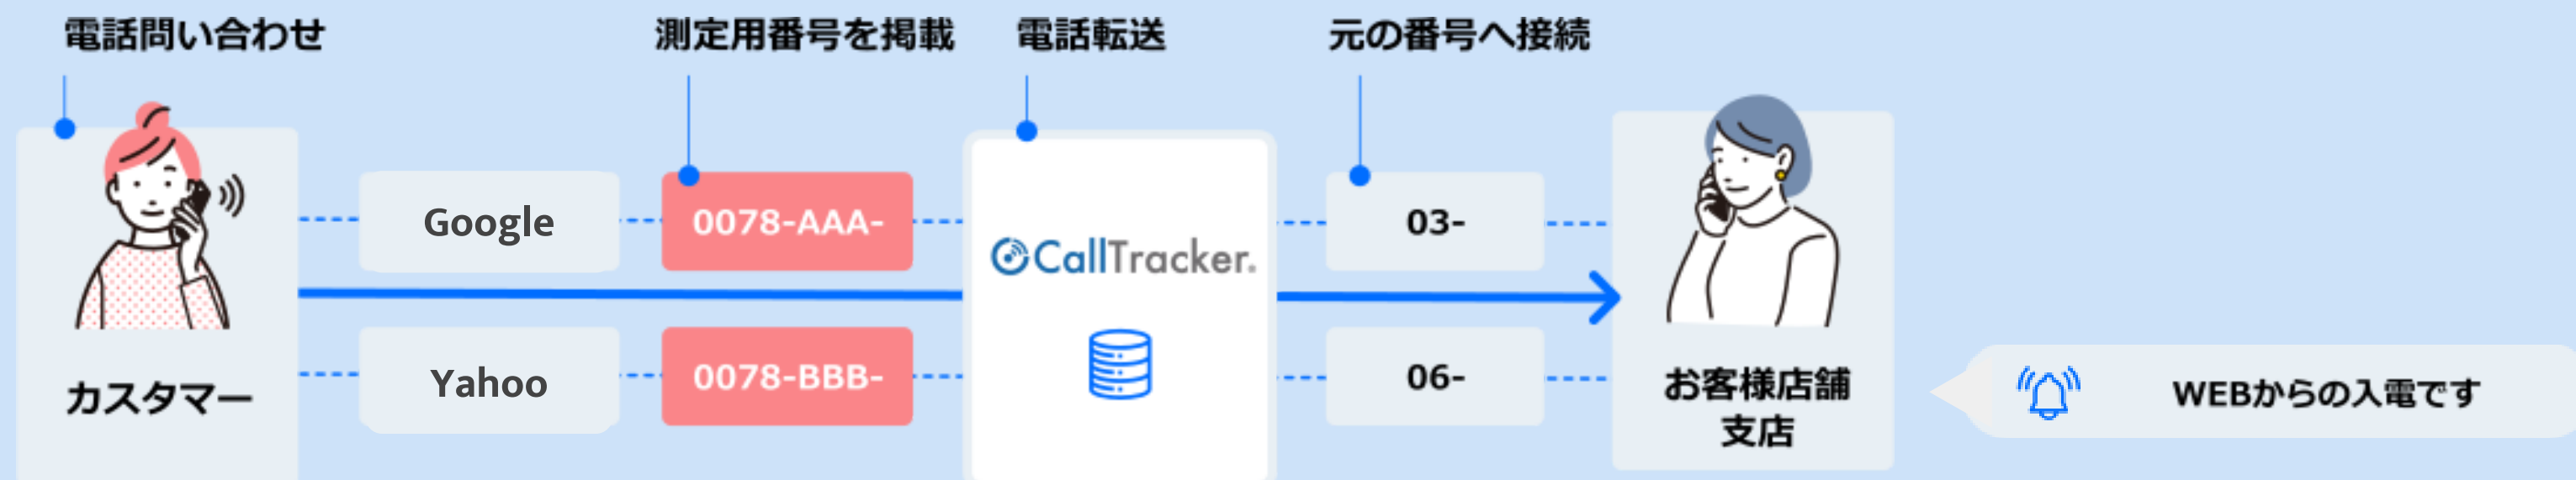 電話問い合わせ
測定用番号を掲載
電話転送
元の番号へ接続
Google
0078-AAA-
03-
CallTracker.
Yahoo
0078-BBB-
06-
カスタマー
お客様店舗
支店
WEBからの入電です